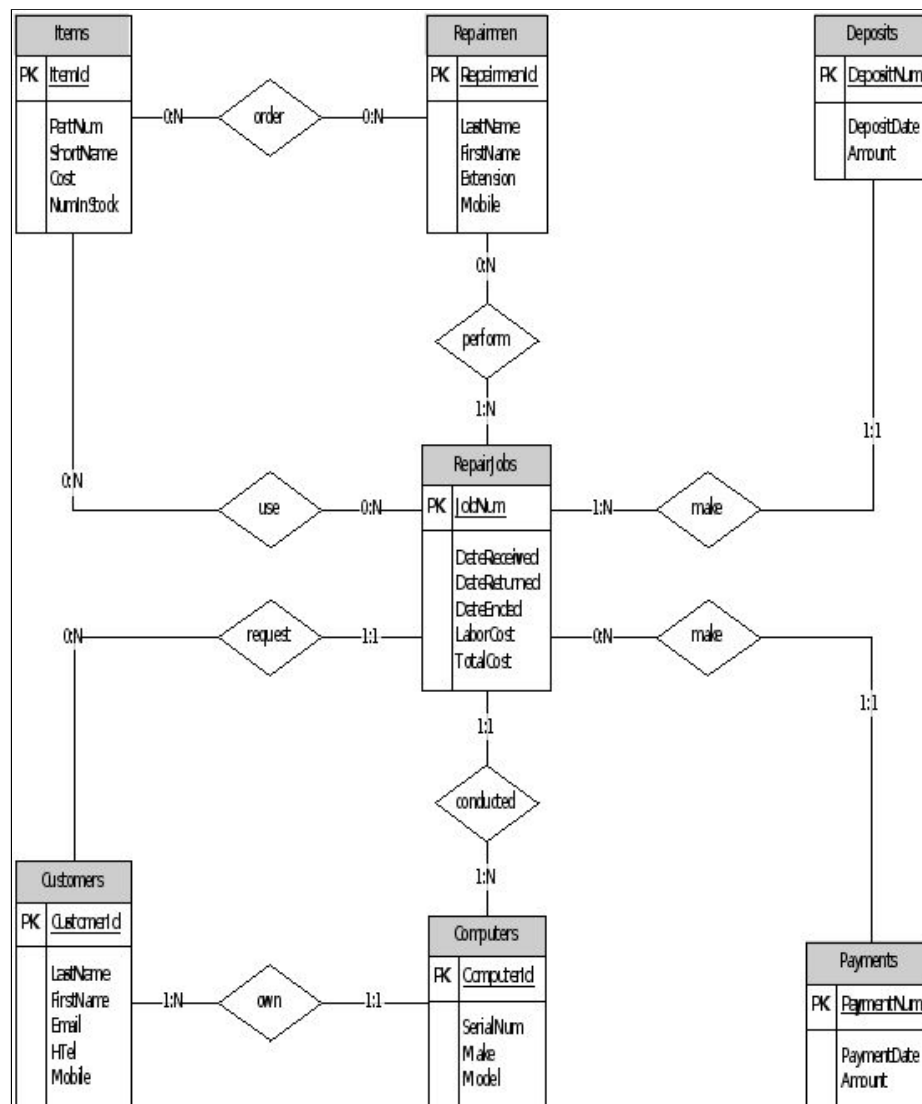 Items
PK ItemId
PartNum
ShortName
Cost
NumInStock
0:N
order
0:N
Repairmen
PK RepairmenId
LastName
FirstName
Extension
Mobile
Deposits
PK DepositNum
DepositDate
Amount
0:N
perform
1:N
1:1
0:N
use
0:N
RepairJobs
PK JobNum
DateReceived
DateReturned
DateEnded
LaborCost
TotalCost
1:N
make
0:N
request
1:1
0:N
make
1:1
1:1
conducted
1:N
Customers
PK CustomerId
LastName
FirstName
Email
HTel
Mobile
1:N
own
1:1
Computers
PK ComputerId
SerialNum
Make
Model
Payments
PK PaymentNum
PaymentDate
Amount